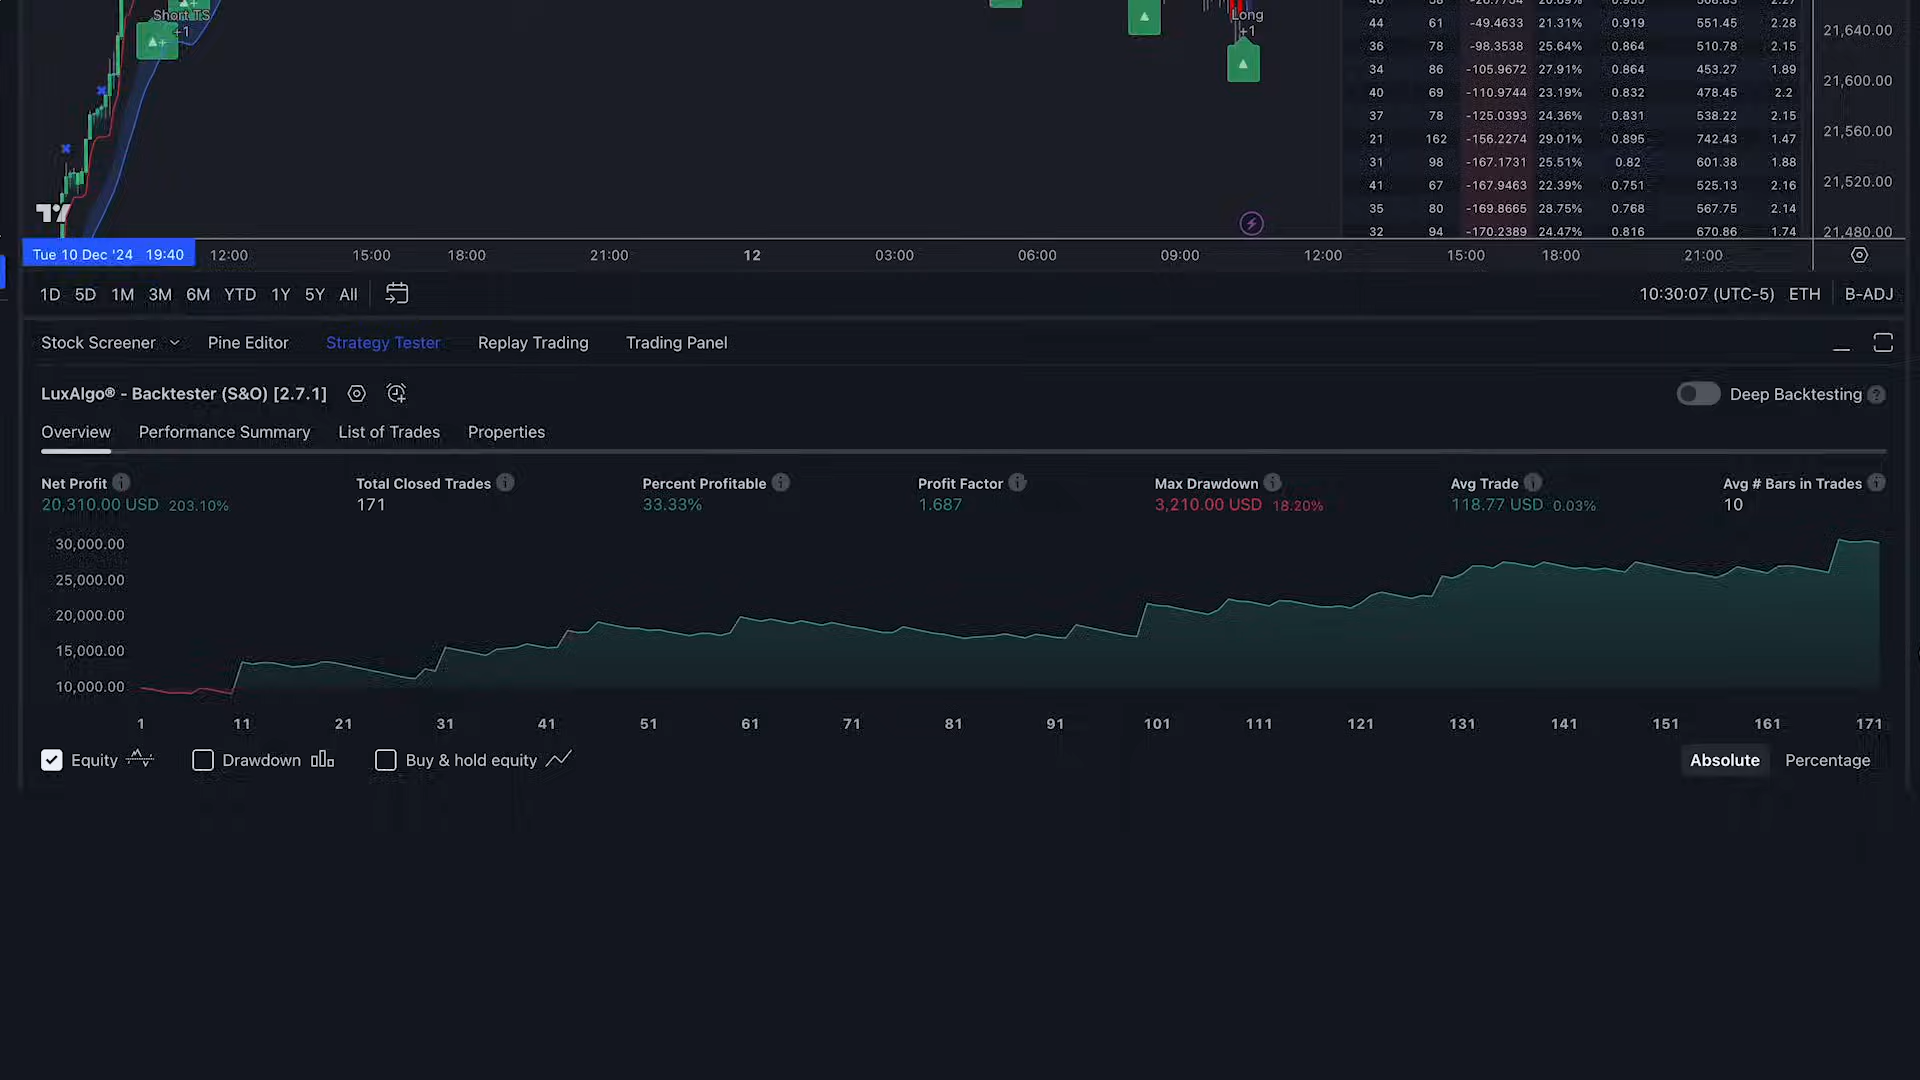 Short TS
+1
Long
+1
44 61 -49.4633 21.31% 0.919 551.45 2.28
36 78 -98.3538 25.64% 0.864 510.78 2.15
34 86 -105.9672 27.91% 0.864 453.27 1.89
40 69 -110.9744 23.19% 0.832 478.45 2.2
37 78 -125.0393 24.36% 0.831 538.22 2.15
21 162 -156.2274 29.01% 0.895 742.43 1.47
31 98 -167.1731 25.51% 0.82 601.38 1.88
41 67 -167.9463 22.39% 0.751 525.13 2.16
35 80 -169.8665 28.75% 0.768 567.75 2.14
32 94 -170.2389 24.47% 0.816 670.86 1.74
21,640.00
21,600.00
21,560.00
21,520.00
21,480.00
Tue 10 Dec '24 19:40 12:00 15:00 18:00 21:00 12 03:00 06:00 09:00 12:00 15:00 18:00 21:00
1D 5D 1M 3M 6M YTD 1Y 5Y All 10:30:07 (UTC-5) ETH B-ADJ
Stock Screener Pine Editor Strategy Tester Replay Trading Trading Panel
LuxAlgo® - Backtester (S&O) [2.7.1] Deep Backtesting
Overview Performance Summary List of Trades Properties
Net Profit Total Closed Trades Percent Profitable Profit Factor Max Drawdown Avg Trade Avg # Bars in Trades
20,310.00 USD 203.10% 171 33.33% 1.687 3,210.00 USD 18.20% 118.77 USD 0.03% 10
30,000.00
25,000.00
20,000.00
15,000.00
10,000.00
1 11 21 31 41 51 61 71 81 91 101 111 121 131 141 151 161 171
Equity Drawdown Buy & hold equity Absolute Percentage